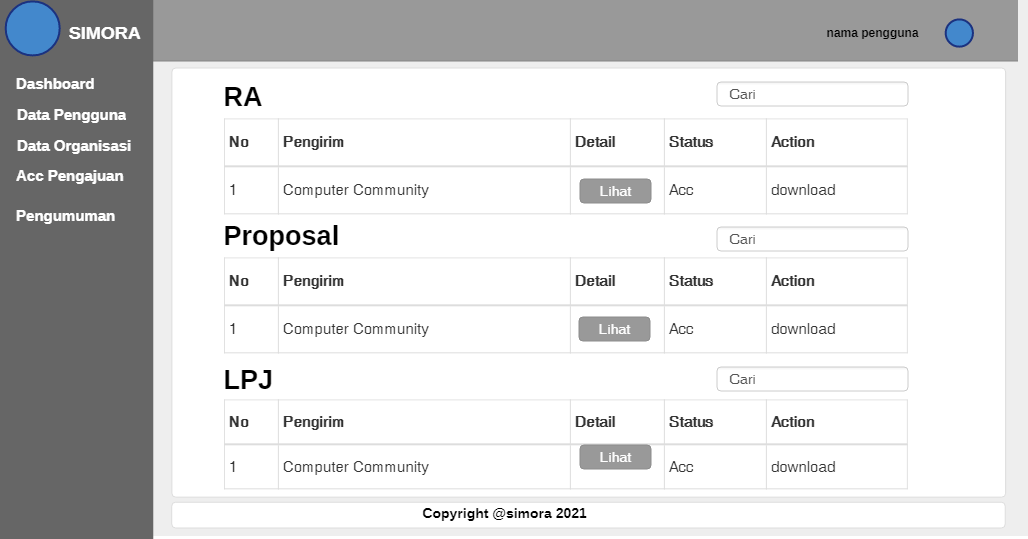 SIMORA
nama pengguna
Dashboard
Data Pengguna
Data Organisasi
Acc Pengajuan
Pengumuman
RA
Cari
No Pengirim Detail Status Action
1 Computer Community Lihat Acc download
Proposal
Cari
No Pengirim Detail Status Action
1 Computer Community Lihat Acc download
LPJ
Cari
No Pengirim Detail Status Action
1 Computer Community Lihat Acc download
Copyright @simora 2021